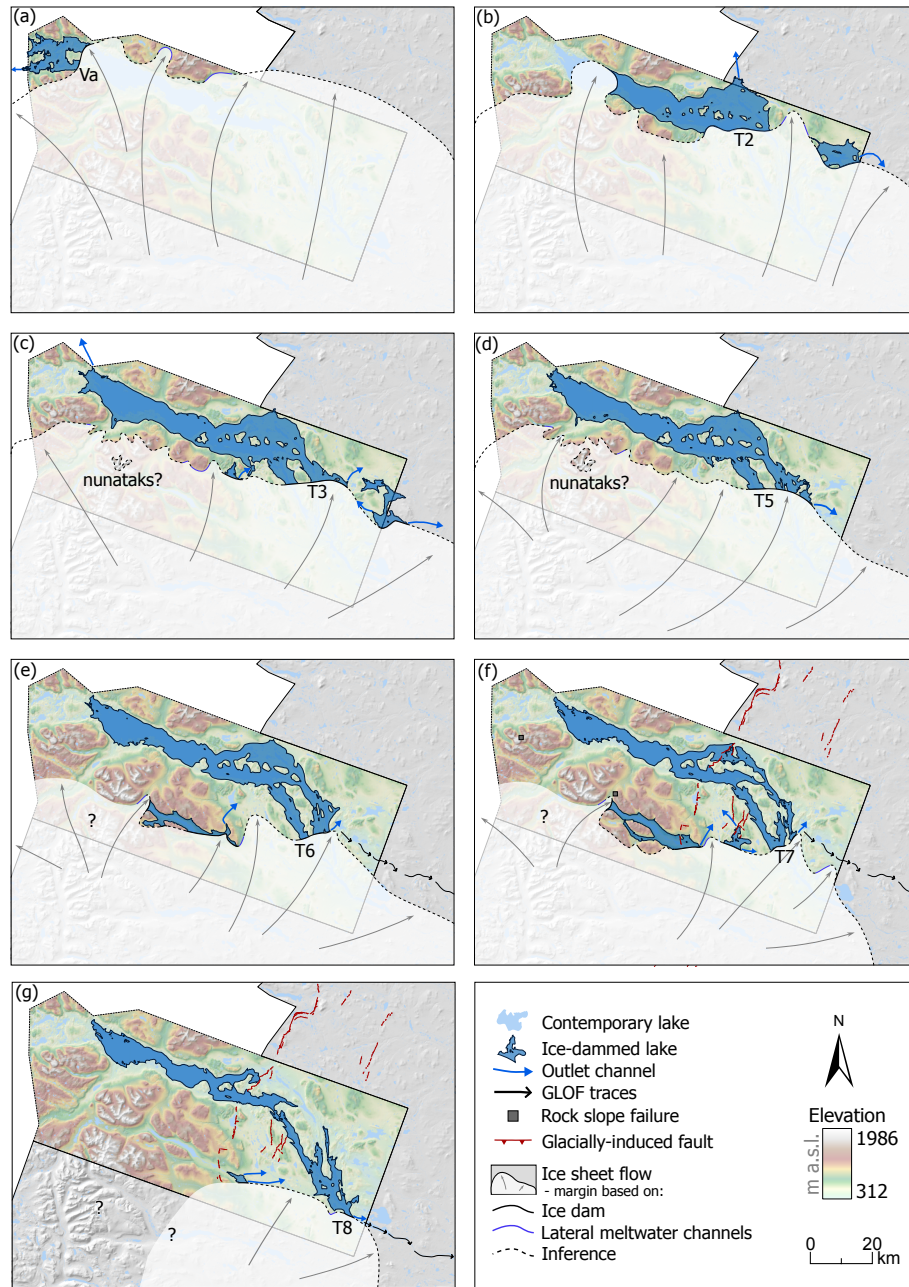 (a)
Va
(b)
T2
(c)
nunataks?
T3
(d)
nunataks?
T5
(e)
?
T6
(f)
?
T7
(g)
?
?
T8
Contemporary lake
Ice-dammed lake
Outlet channel
GLOF traces
Rock slope failure
Glacially-induced fault
Ice sheet flow
- margin based on:
Ice dam
Lateral meltwater channels
Inference
N
Elevation
m a.s.l.
1986
312
0 20
km